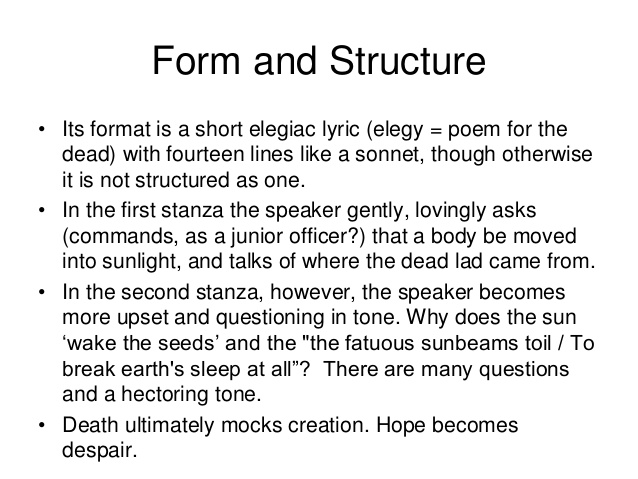 Form and Structure
• Its format is a short elegiac lyric (elegy = poem for the
dead) with fourteen lines like a sonnet, though otherwise
it is not structured as one.
• In the first stanza the speaker gently, lovingly asks
(commands, as a junior officer?) that a body be moved
into sunlight, and talks of where the dead lad came from.
• In the second stanza, however, the speaker becomes
more upset and questioning in tone. Why does the sun
‘wake the seeds’ and the "the fatuous sunbeams toil / To
break earth's sleep at all”?  There are many questions
and a hectoring tone.
• Death ultimately mocks creation. Hope becomes
despair.